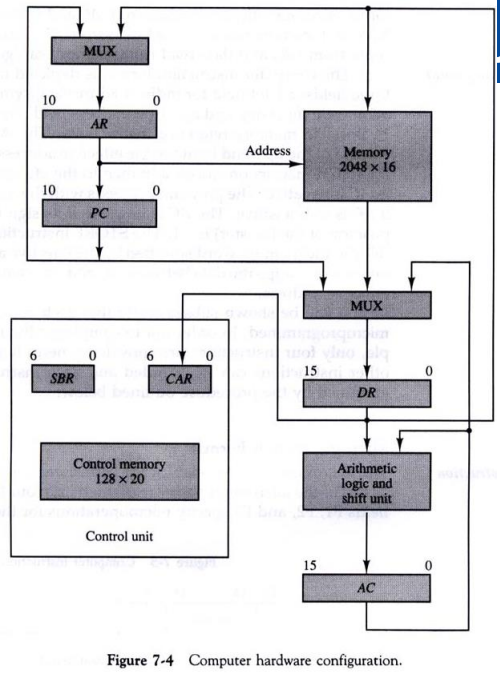 MUX
10 0
AR
Address
Memory
2048 × 16
10 0
PC
MUX
6 0
SBR
6 0
CAR
15 0
DR
Control memory
128 × 20
Arithmetic
logic and
shift unit
Control unit
15 0
AC
Figure 7-4 Computer hardware configuration.